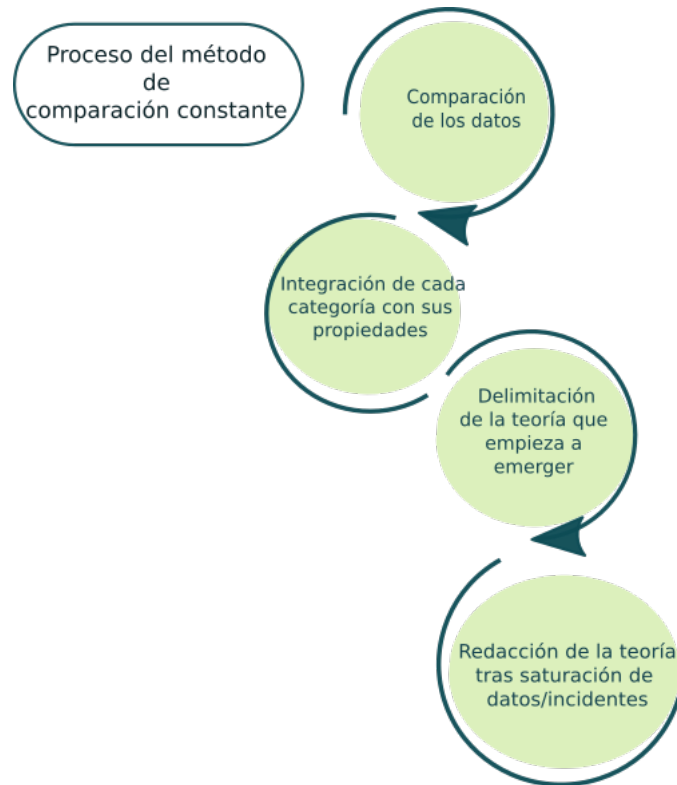 Proceso del método
de
comparación constante
Comparación
de los datos
Integración de cada
categoría con sus
propiedades
Delimitación
de la teoría que
empieza a
emerger
Redacción de la teoría
tras saturación de
datos/incidentes